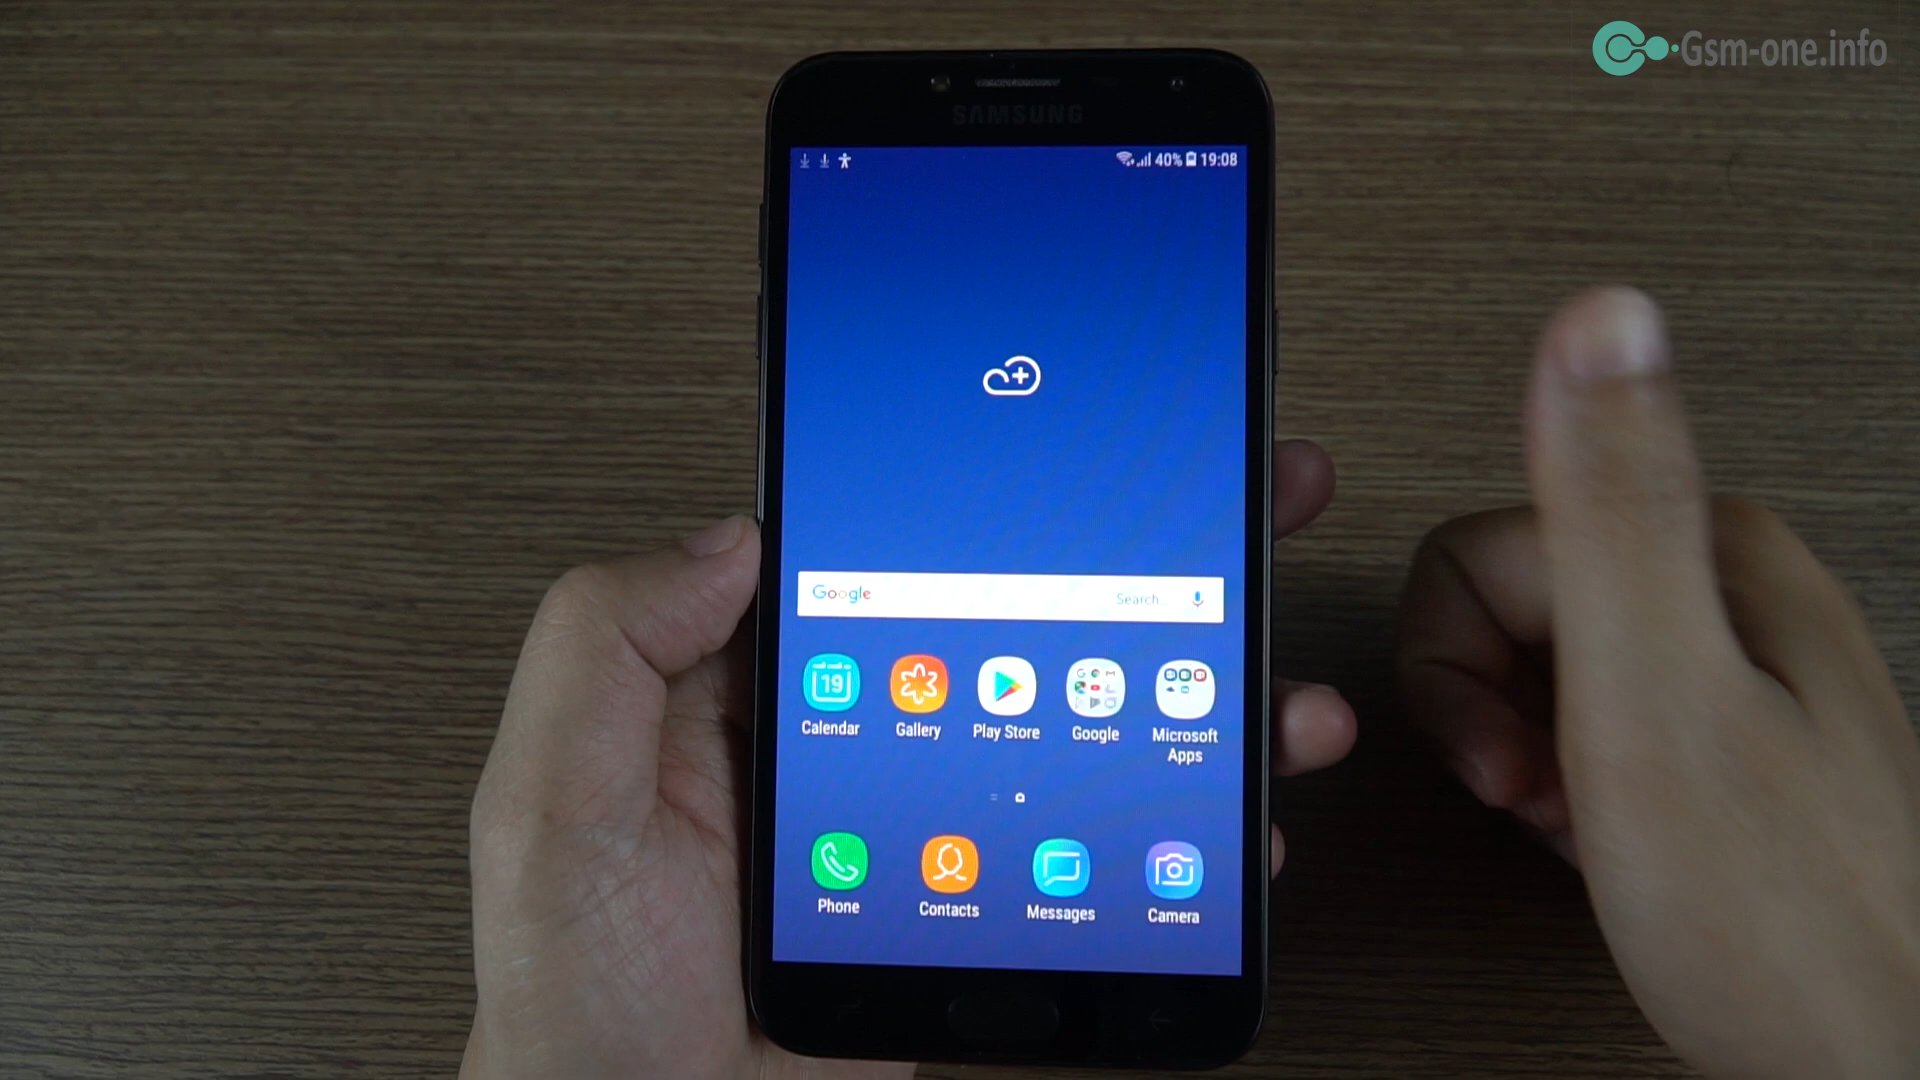 Gsm-one.info
SAMSUNG
40% 19:08
Google Search...
19
Calendar Gallery Play Store Google Microsoft Apps
Phone Contacts Messages Camera